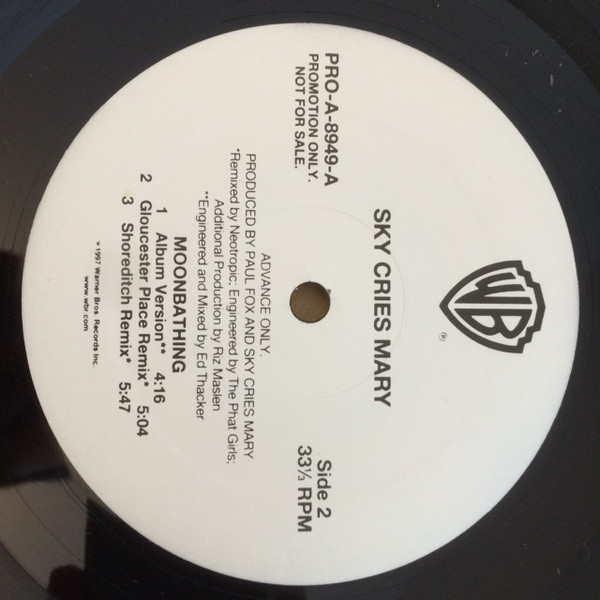 WB
®
SKY CRIES MARY
PRO-A-8949-A
PROMOTION ONLY.
NOT FOR SALE.
Side 2
33⅓ RPM
ADVANCE ONLY.
PRODUCED BY PAUL FOX AND SKY CRIES MARY
*Remixed by Neotropic; Engineered by The Phat Girls;
Additional Production by Riz Maslen
**Engineered and Mixed by Ed Thacker
MOONBATHING
1 Album Version** 4:16
2 Gloucester Place Remix* 5:04
3 Shoreditch Remix* 5:47
℗ 1997 Warner Bros. Records Inc.
www.wbr.com